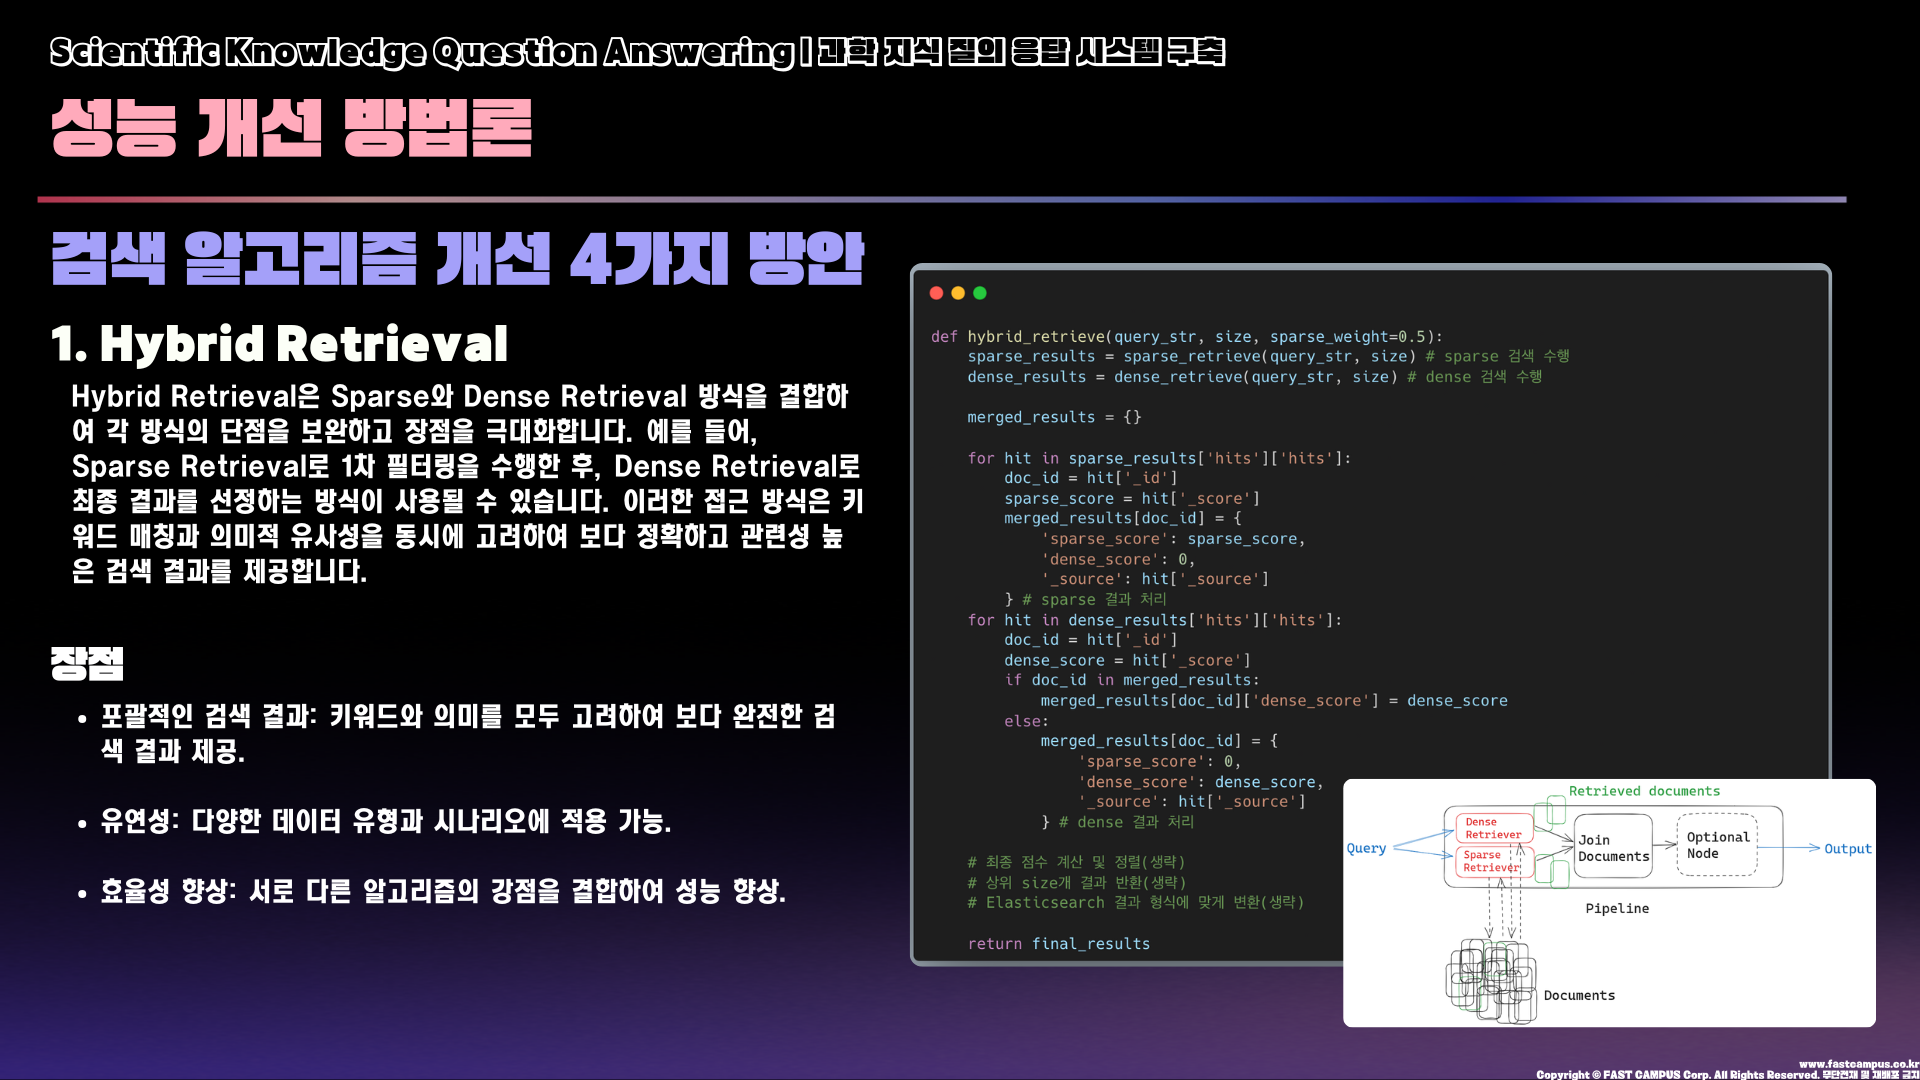 Scientific Knowledge Question Answering | 과학 지식 질의 응답 시스템 구축
성능 개선 방법론
검색 알고리즘 개선 4가지 방안
1. Hybrid Retrieval
Hybrid Retrieval은 Sparse와 Dense Retrieval 방식을 결합하
여 각 방식의 단점을 보완하고 장점을 극대화합니다. 예를 들어,
Sparse Retrieval로 1차 필터링을 수행한 후, Dense Retrieval로
최종 결과를 선정하는 방식이 사용될 수 있습니다. 이러한 접근 방식은 키
워드 매칭과 의미적 유사성을 동시에 고려하여 보다 정확하고 관련성 높
은 검색 결과를 제공합니다.
장점
• 포괄적인 검색 결과: 키워드와 의미를 모두 고려하여 보다 완전한 검
색 결과 제공.
• 유연성: 다양한 데이터 유형과 시나리오에 적용 가능.
• 효율성 향상: 서로 다른 알고리즘의 강점을 결합하여 성능 향상.
def hybrid_retrieve(query_str, size, sparse_weight=0.5):
    sparse_results = sparse_retrieve(query_str, size) # sparse 검색 수행
    dense_results = dense_retrieve(query_str, size) # dense 검색 수행
    merged_results = {}
    for hit in sparse_results['hits']['hits']:
        doc_id = hit['_id']
        sparse_score = hit['_score']
        merged_results[doc_id] = {
            'sparse_score': sparse_score,
            'dense_score': 0,
            '_source': hit['_source']
        } # sparse 결과 처리
    for hit in dense_results['hits']['hits']:
        doc_id = hit['_id']
        dense_score = hit['_score']
        if doc_id in merged_results:
            merged_results[doc_id]['dense_score'] = dense_score
        else:
            merged_results[doc_id] = {
                'sparse_score': 0,
                'dense_score': dense_score,
                '_source': hit['_source']
            } # dense 결과 처리
    # 최종 점수 계산 및 정렬(생략)
    # 상위 size개 결과 반환(생략)
    # Elasticsearch 결과 형식에 맞게 변환(생략)
    return final_results
Retrieved documents
Query
Dense
Retriever
Sparse
Retriever
Join
Documents
Optional
Node
Output
Pipeline
Documents
www.fastcampus.co.kr
Copyright © FAST CAMPUS Corp. All Rights Reserved. 무단전재 및 재배포 금지